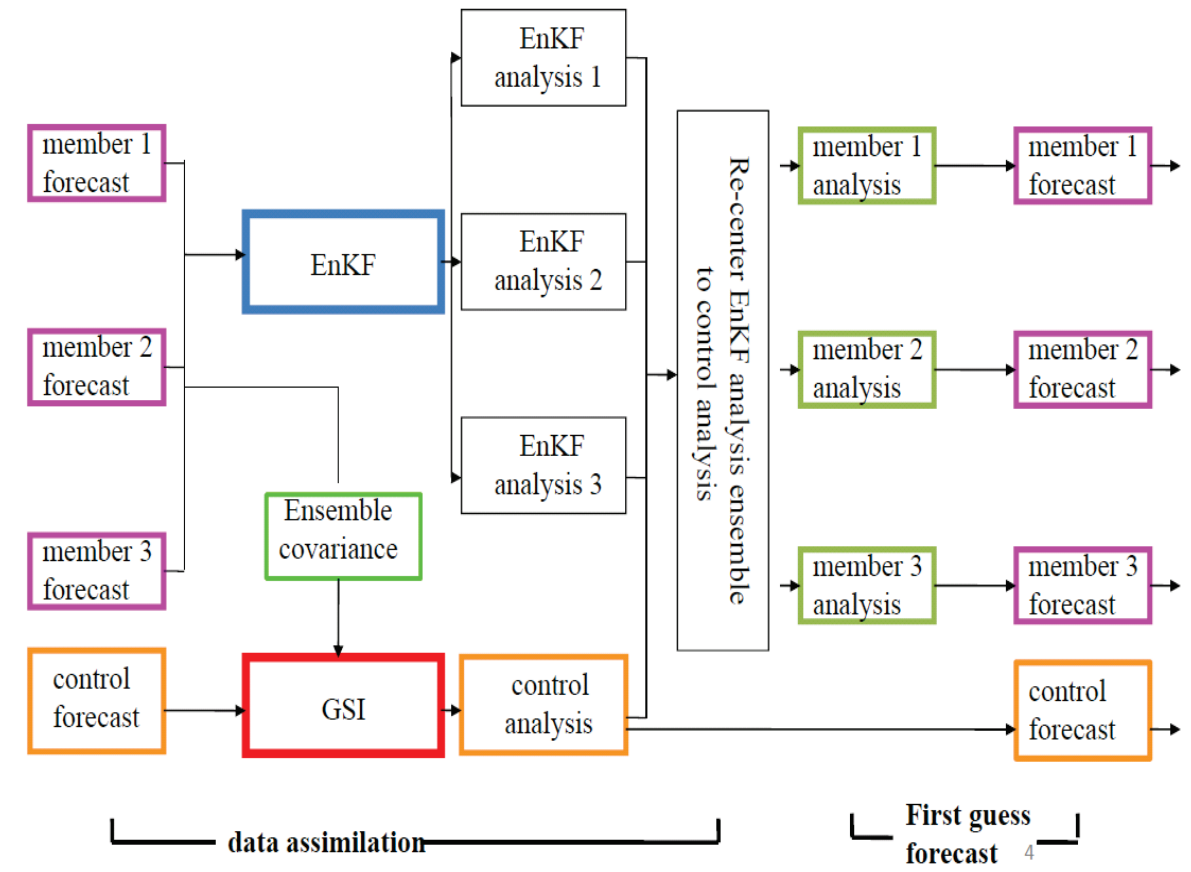 EnKF
analysis 1
member 1
forecast
Re-center EnKF analysis ensemble
to control analysis
member 1
analysis
member 1
forecast
EnKF
EnKF
analysis 2
member 2
forecast
member 2
analysis
member 2
forecast
EnKF
analysis 3
Ensemble
covariance
member 3
forecast
member 3
analysis
member 3
forecast
control
forecast
GSI
control
analysis
control
forecast
data assimilation
First guess
forecast
4